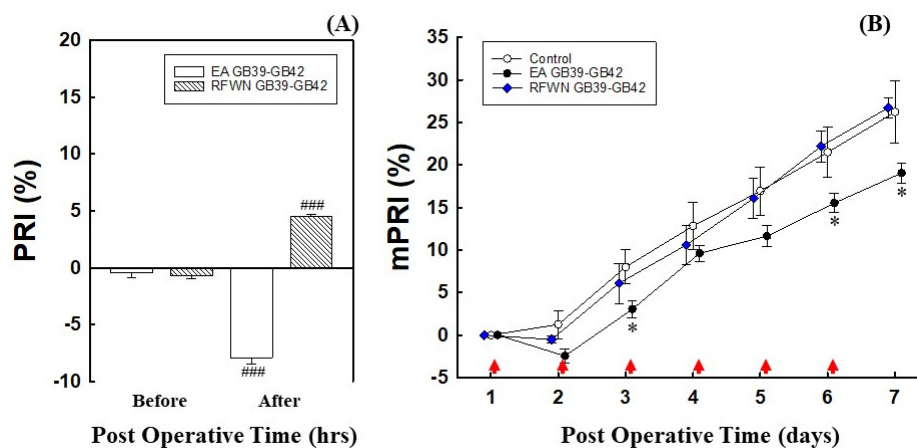 (A)
20
15
10
5
0
-5
-10
PRI (%)
EA GB39-GB42
RFWN GB39-GB42
###
###
Before After
Post Operative Time (hrs)
(B)
35
30
25
20
15
10
5
0
-5
mPRI (%)
Control
EA GB39-GB42
RFWN GB39-GB42
*
*
*
1 2 3 4 5 6 7
Post Operative Time (days)